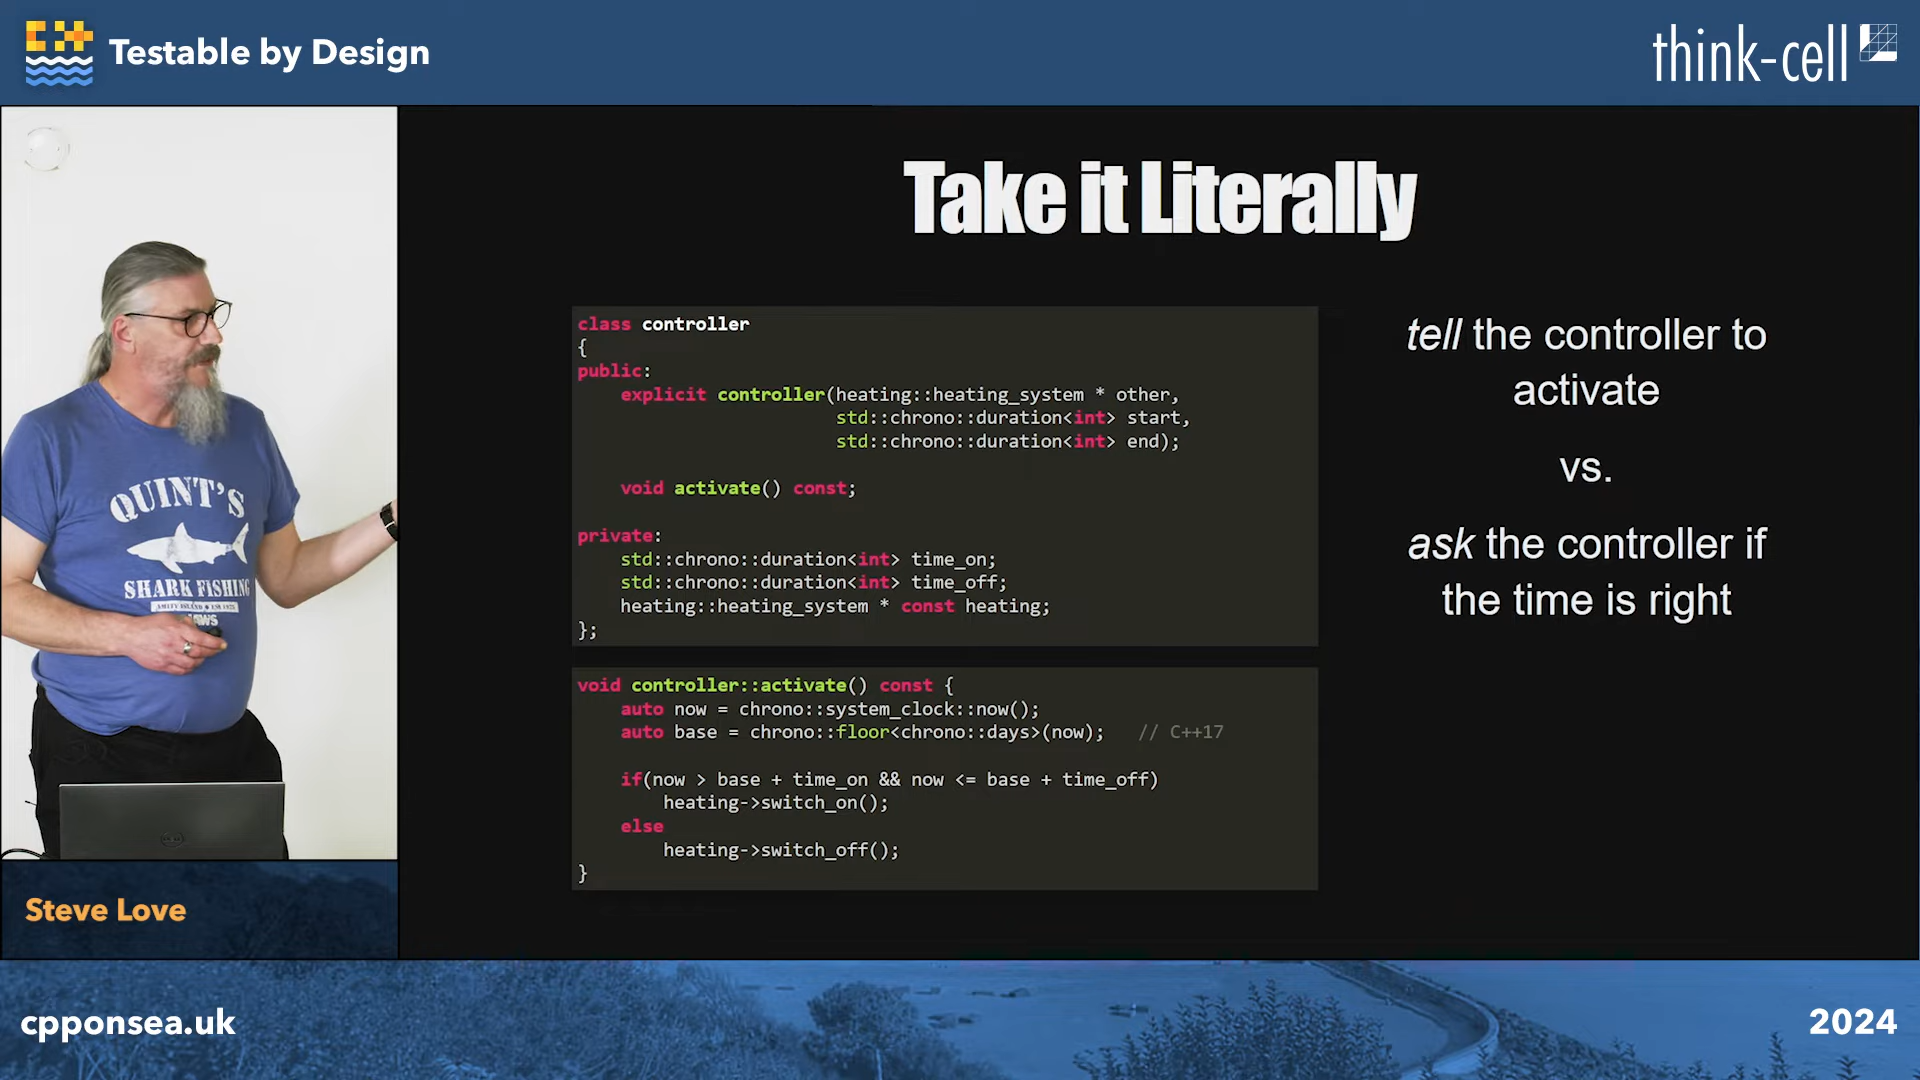 Testable by Design
think-cell
Take it Literally
class controller
{
public:
    explicit controller(heating::heating_system * other,
                        std::chrono::duration<int> start,
                        std::chrono::duration<int> end);
    void activate() const;
private:
    std::chrono::duration<int> time_on;
    std::chrono::duration<int> time_off;
    heating::heating_system * const heating;
};
void controller::activate() const {
    auto now = chrono::system_clock::now();
    auto base = chrono::floor<chrono::days>(now);   // C++17
    if(now > base + time_on && now <= base + time_off)
        heating->switch_on();
    else
        heating->switch_off();
}
tell the controller to
activate
vs.
ask the controller if
the time is right
QUINT'S
SHARK FISHING
AMITY ISLAND
JAWS
Steve Love
cpponsea.uk
2024